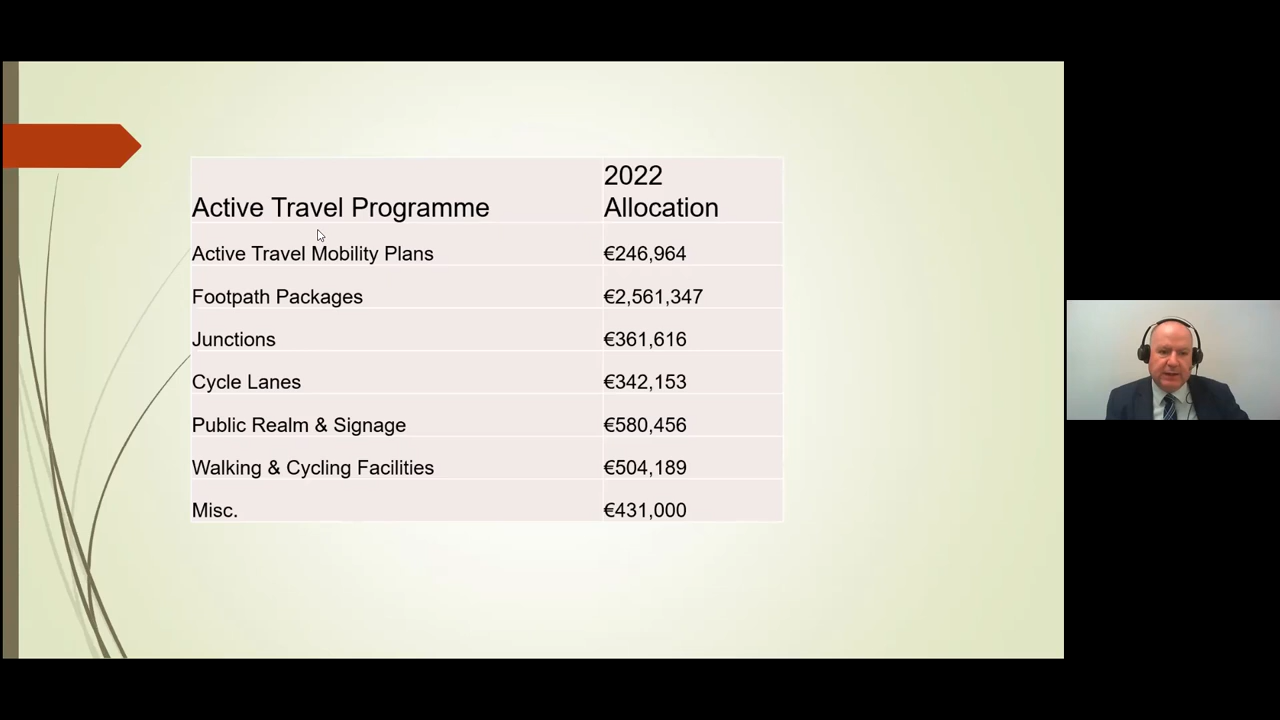 2022
Active Travel Programme Allocation
Active Travel Mobility Plans €246,964
Footpath Packages €2,561,347
Junctions €361,616
Cycle Lanes €342,153
Public Realm & Signage €580,456
Walking & Cycling Facilities €504,189
Misc. €431,000